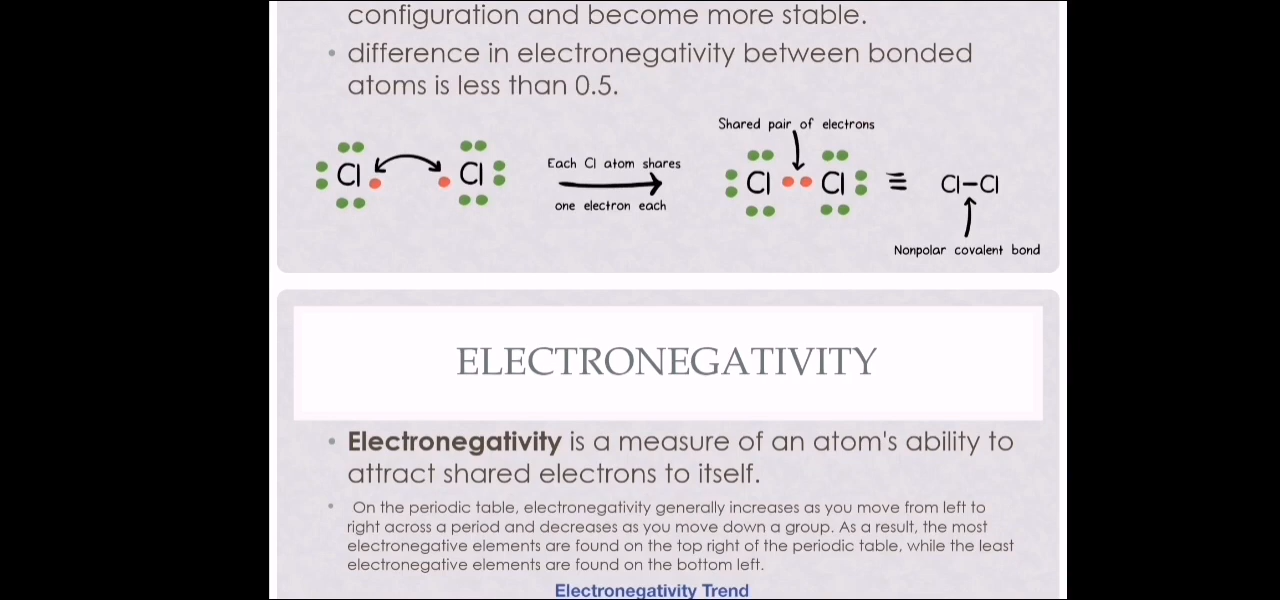 configuration and become more stable.
• difference in electronegativity between bonded
atoms is less than 0.5.
Shared pair of electrons
Cl Cl
Each Cl atom shares
one electron each
Cl Cl ≡ Cl–Cl
Nonpolar covalent bond
ELECTRONEGATIVITY
• Electronegativity is a measure of an atom's ability to
attract shared electrons to itself.
• On the periodic table, electronegativity generally increases as you move from left to
right across a period and decreases as you move down a group. As a result, the most
electronegative elements are found on the top right of the periodic table, while the least
electronegative elements are found on the bottom left.
Electronegativity Trend